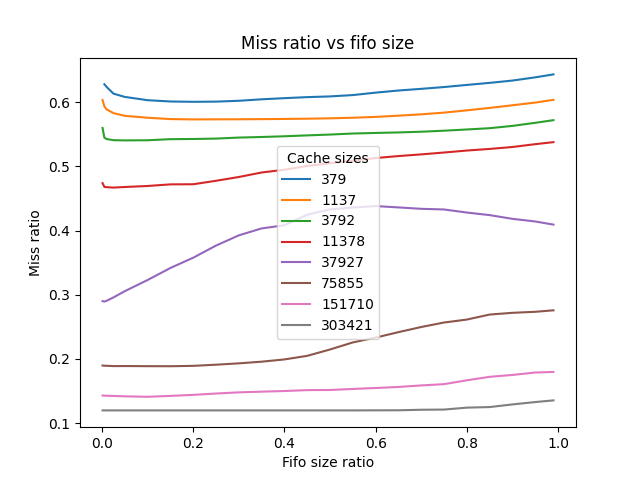 Miss ratio vs fifo size
Miss ratio
0.6
0.5
0.4
0.3
0.2
0.1
Cache sizes
379
1137
3792
11378
37927
75855
151710
303421
0.0 0.2 0.4 0.6 0.8 1.0
Fifo size ratio